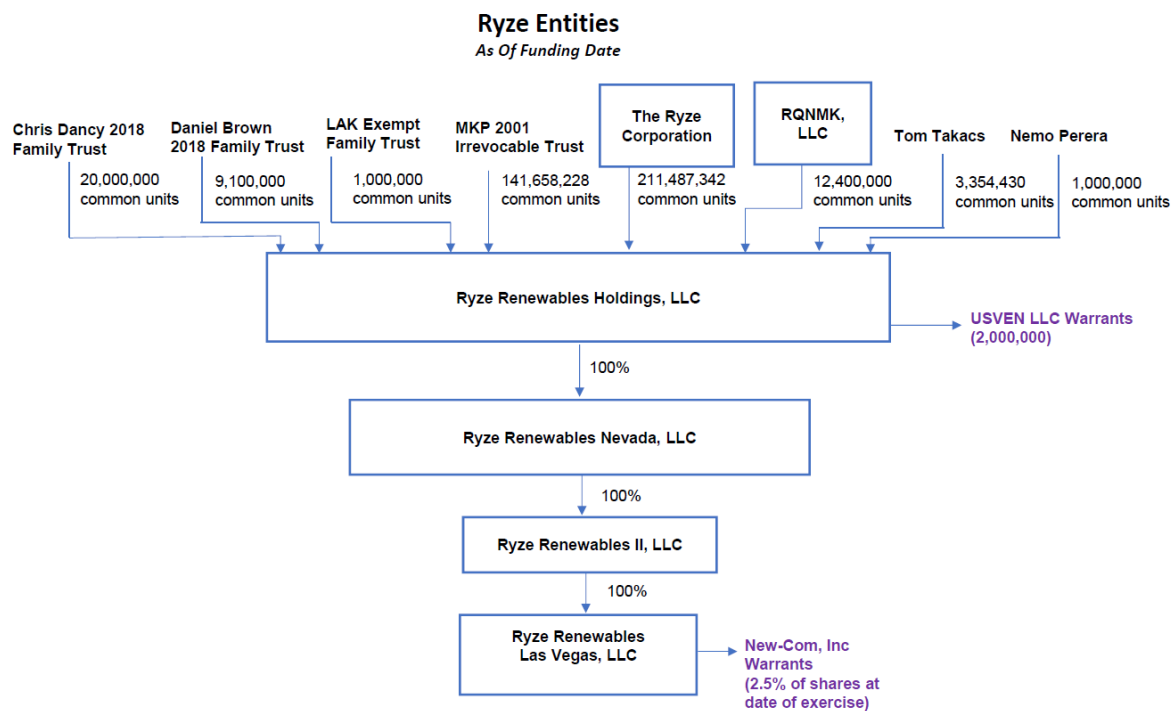 Ryze Entities
As Of Funding Date
Chris Dancy 2018
Family Trust
20,000,000
common units
Daniel Brown
2018 Family Trust
9,100,000
common units
LAK Exempt
Family Trust
1,000,000
common units
MKP 2001
Irrevocable Trust
141,658,228
common units
The Ryze
Corporation
211,487,342
common units
RQNMK,
LLC
12,400,000
common units
Tom Takacs
3,354,430
common units
Nemo Perera
1,000,000
common units
Ryze Renewables Holdings, LLC
USVEN LLC Warrants
(2,000,000)
100%
Ryze Renewables Nevada, LLC
100%
Ryze Renewables II, LLC
100%
Ryze Renewables
Las Vegas, LLC
New-Com, Inc
Warrants
(2.5% of shares at
date of exercise)